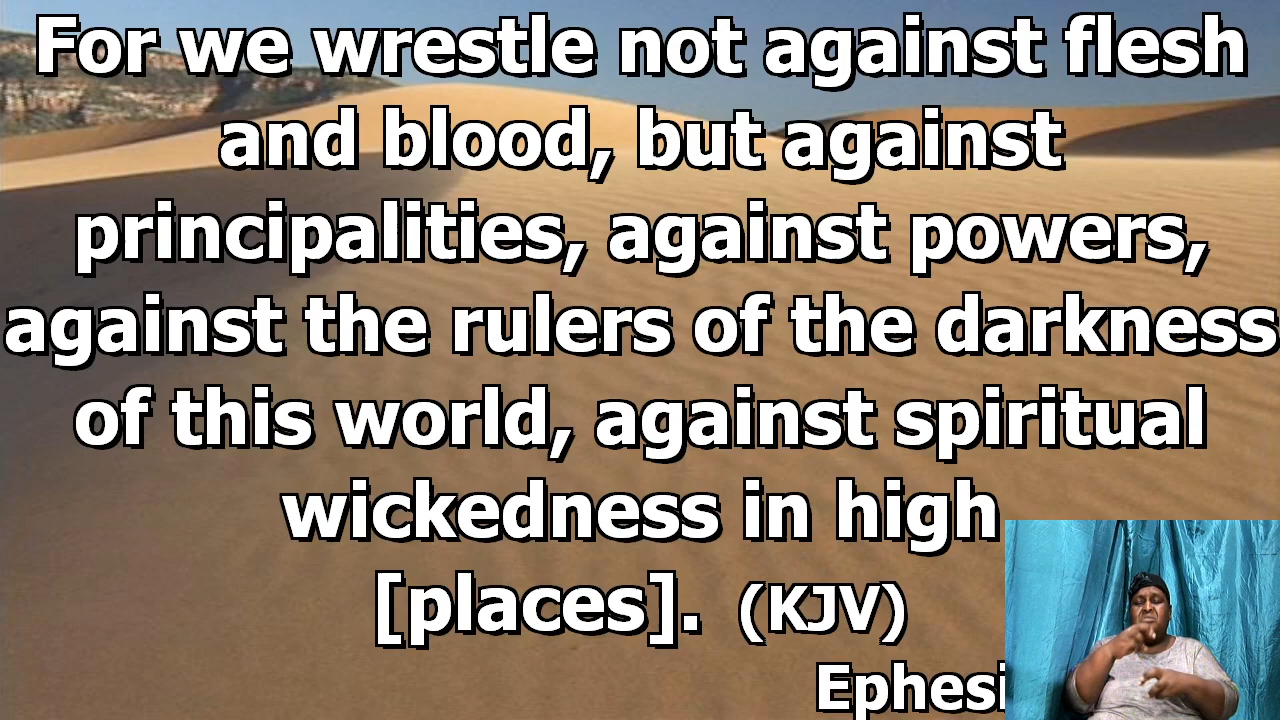 For we wrestle not against flesh
and blood, but against
principalities, against powers,
against the rulers of the darkness
of this world, against spiritual
wickedness in high
[places]. (KJV)
Ephesi